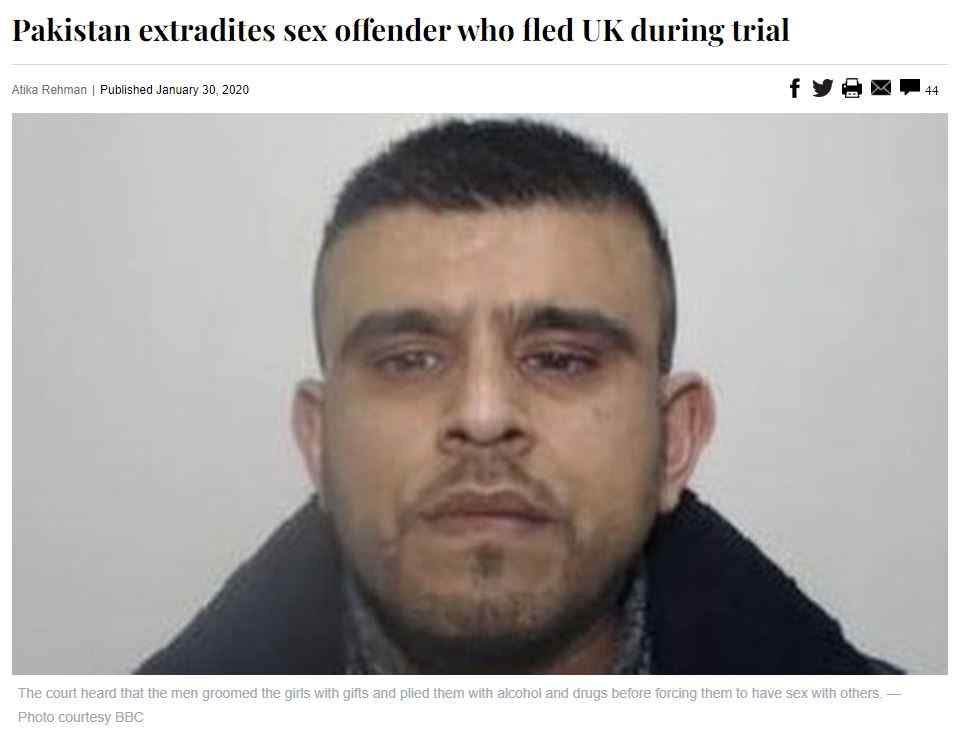 Pakistan extradites sex offender who fled UK during trial
Atika Rehman | Published January 30, 2020
44
The court heard that the men groomed the girls with gifts and plied them with alcohol and drugs before forcing them to have sex with others. —
Photo courtesy BBC